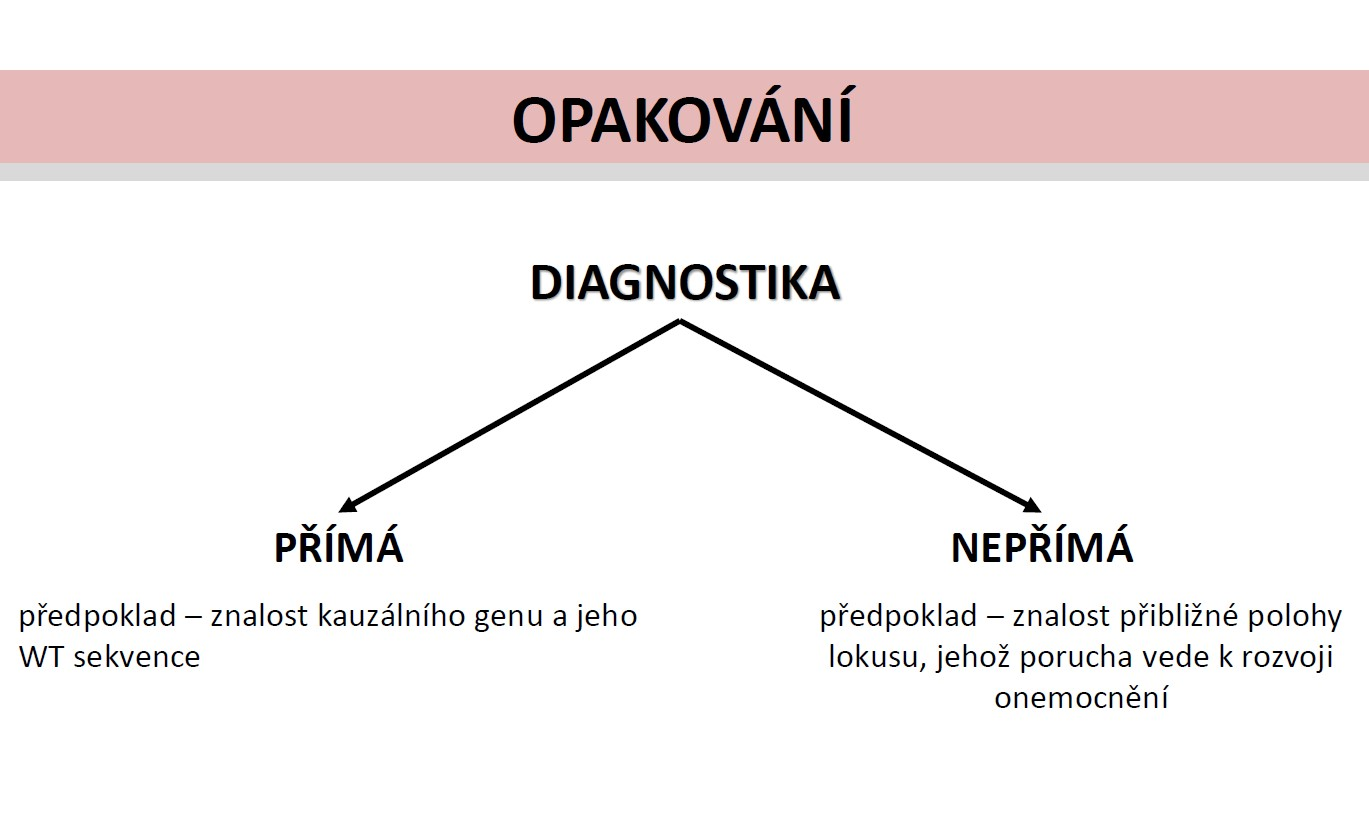 OPAKOVÁNÍ
DIAGNOSTIKA
PŘÍMÁ
předpoklad – znalost kauzálního genu a jeho
WT sekvence
NEPŘÍMÁ
předpoklad – znalost přibližné polohy
lokusu, jehož porucha vede k rozvoji
onemocnění